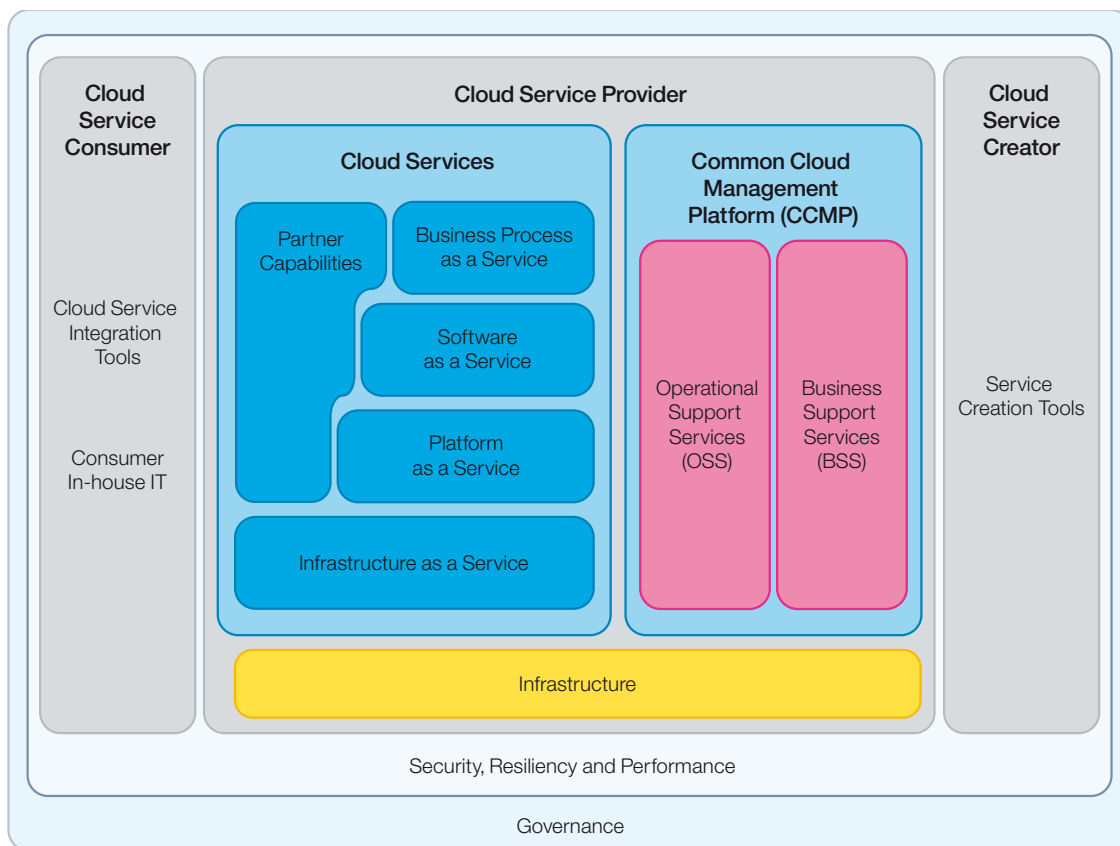 Cloud
Service
Consumer
Cloud Service
Integration
Tools
Consumer
In-house IT
Cloud Service Provider
Cloud Services
Partner
Capabilities
Business Process
as a Service
Software
as a Service
Platform
as a Service
Infrastructure as a Service
Common Cloud
Management
Platform (CCMP)
Operational
Support
Services
(OSS)
Business
Support
Services
(BSS)
Infrastructure
Cloud
Service
Creator
Service
Creation Tools
Security, Resiliency and Performance
Governance